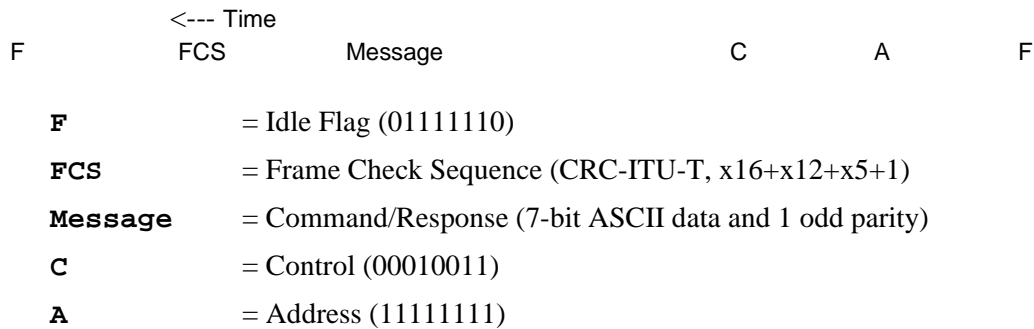 <--- Time
F FCS Message C A F
F = Idle Flag (01111110)
FCS = Frame Check Sequence (CRC-ITU-T, x16+x12+x5+1)
Message = Command/Response (7-bit ASCII data and 1 odd parity)
C = Control (00010011)
A = Address (11111111)